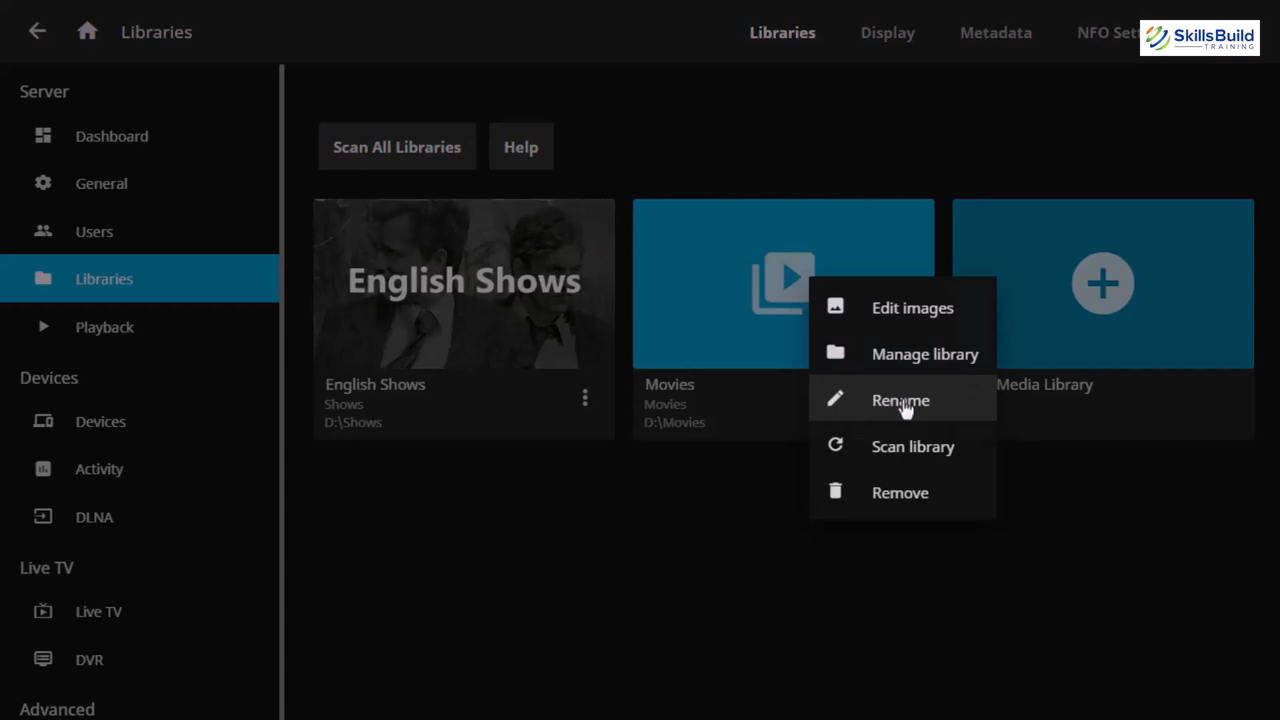 Libraries
Libraries
Display
Metadata
NFO Sett
SkillsBuild
TRAINING
Server
Dashboard
General
Users
Libraries
Playback
Devices
Devices
Activity
DLNA
Live TV
Live TV
DVR
Advanced
Scan All Libraries
Help
English Shows
English Shows
Shows
D:\Shows
Movies
Movies
D:\Movies
Media Library
Edit images
Manage library
Rename
Scan library
Remove